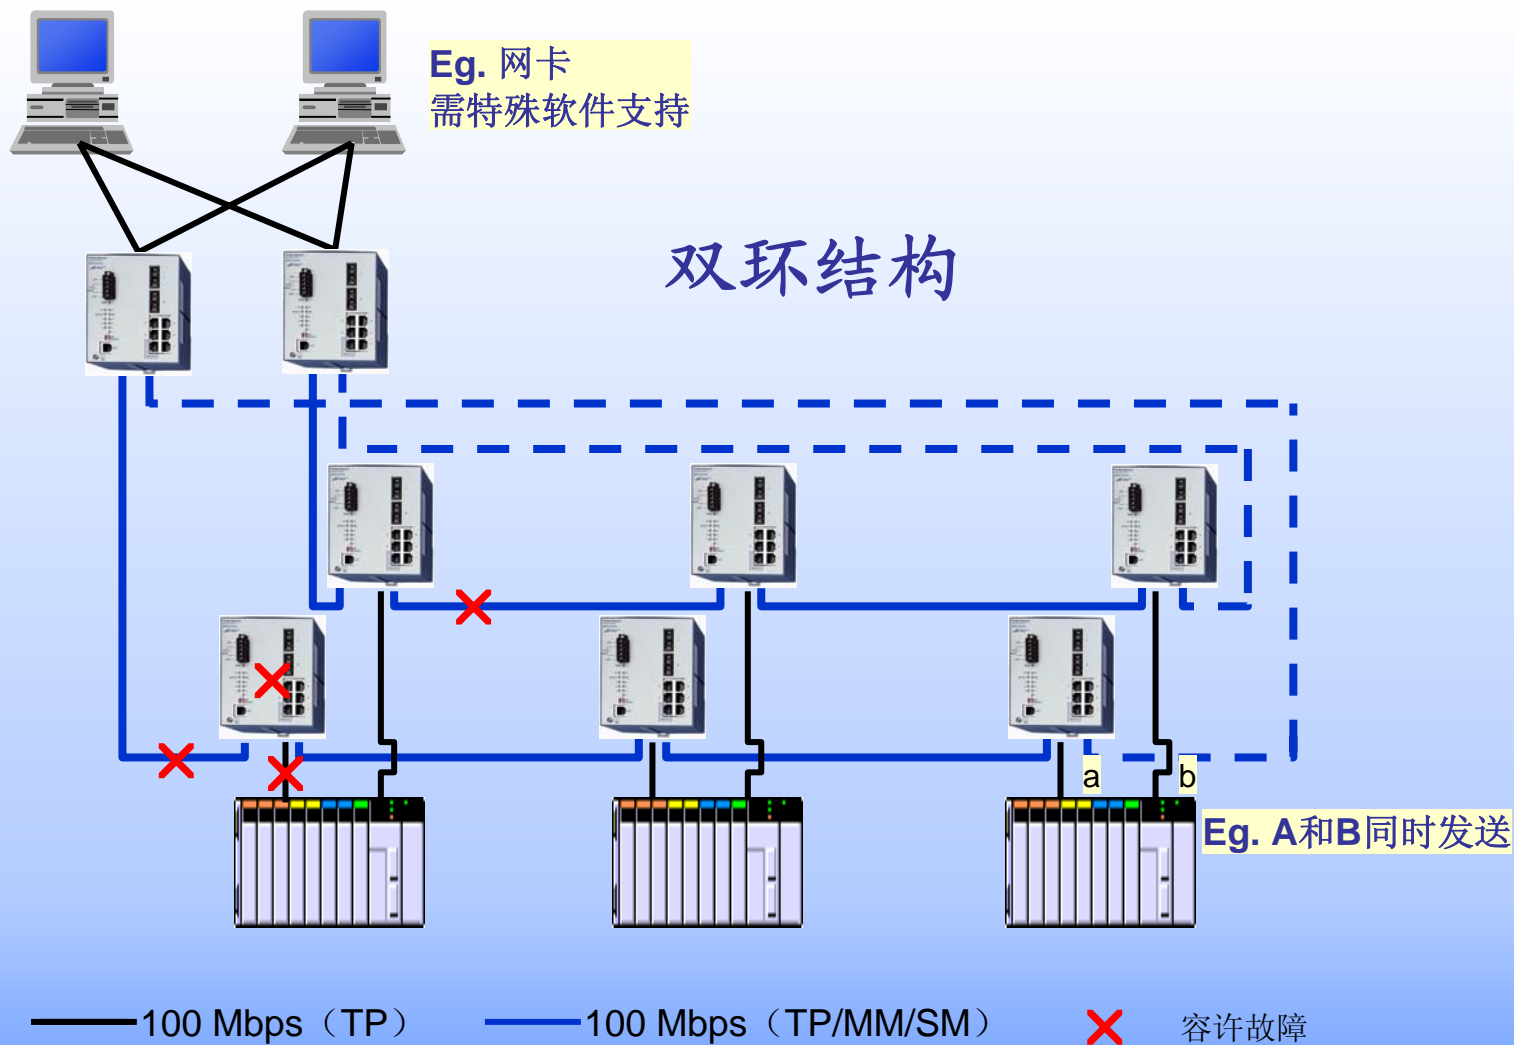 Eg. 网卡
需特殊软件支持
双环结构
a
b
Eg. A和B同时发送
100 Mbps（TP）
100 Mbps（TP/MM/SM）
容许故障